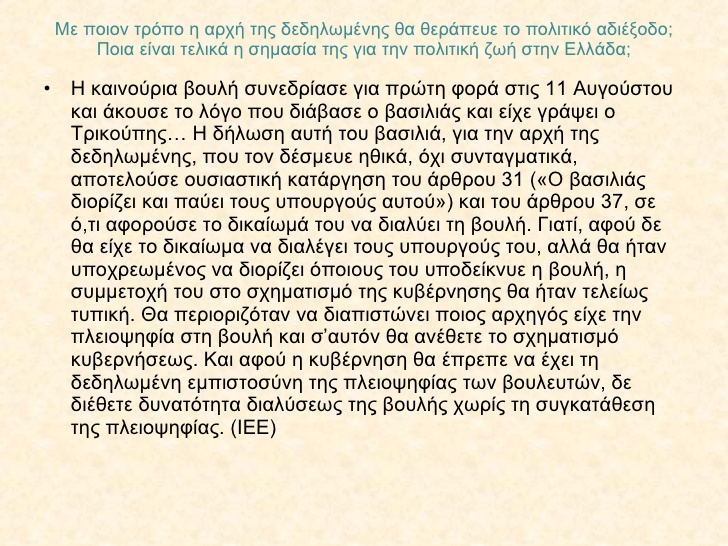 Με ποιον τρόπο η αρχή της δεδηλωμένης θα θεράπευε το πολιτικό αδιέξοδο;
Ποια είναι τελικά η σημασία της για την πολιτική ζωή στην Ελλάδα;
• Η καινούρια βουλή συνεδρίασε για πρώτη φορά στις 11 Αυγούστου
και άκουσε το λόγο που διάβασε ο βασιλιάς και είχε γράψει ο
Τρικούπης… Η δήλωση αυτή του βασιλιά, για την αρχή της
δεδηλωμένης, που τον δέσμευε ηθικά, όχι συνταγματικά,
αποτελούσε ουσιαστική κατάργηση του άρθρου 31 («Ο βασιλιάς
διορίζει και παύει τους υπουργούς αυτού») και του άρθρου 37, σε
ό,τι αφορούσε το δικαίωμά του να διαλύει τη βουλή. Γιατί, αφού δε
θα είχε το δικαίωμα να διαλέγει τους υπουργούς του, αλλά θα ήταν
υποχρεωμένος να διορίζει όποιους του υποδείκνυε η βουλή, η
συμμετοχή του στο σχηματισμό της κυβέρνησης θα ήταν τελείως
τυπική. Θα περιοριζόταν να διαπιστώνει ποιος αρχηγός είχε την
πλειοψηφία στη βουλή και σ’αυτόν θα ανέθετε το σχηματισμό
κυβερνήσεως. Και αφού η κυβέρνηση θα έπρεπε να έχει τη
δεδηλωμένη εμπιστοσύνη της πλειοψηφίας των βουλευτών, δε
διέθετε δυνατότητα διαλύσεως της βουλής χωρίς τη συγκατάθεση
της πλειοψηφίας. (ΙΕΕ)